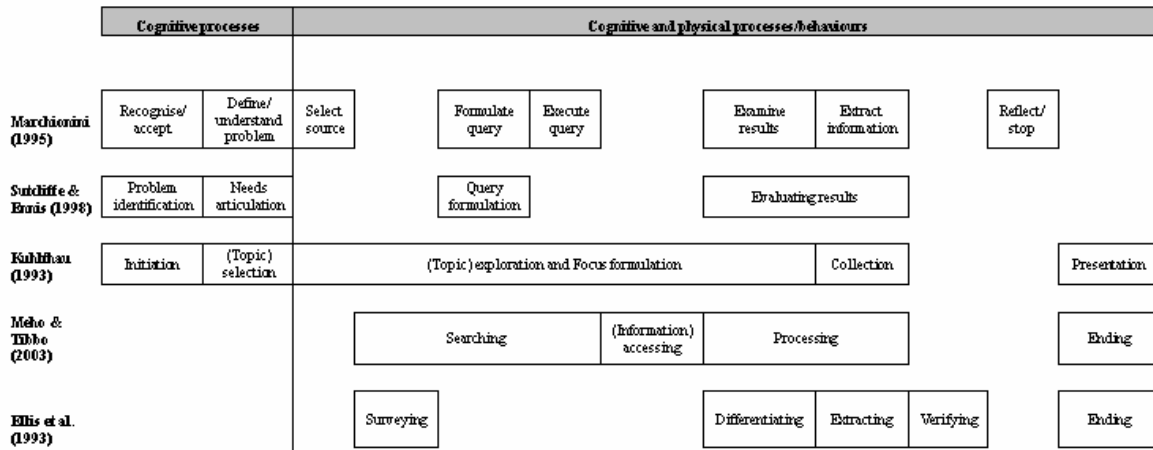 Cognitive processes
Cognitive and physical processes/behaviours
Marchionini
(1995)
Recognise/
accept
Define/
understand
problem
Select
source
Formulate
query
Execute
query
Examine
results
Extract
information
Reflect/
stop
Sutcliffe &
Ennis (1998)
Problem
identification
Needs
articulation
Query
formulation
Evaluating results
Kuhlthau
(1993)
Initiation
(Topic)
selection
(Topic) exploration and Focus formulation
Collection
Presentation
Meho &
Tibbo
(2003)
Searching
(Information)
accessing
Processing
Ending
Ellis et al.
(1993)
Surveying
Differentiating
Extracting
Verifying
Ending